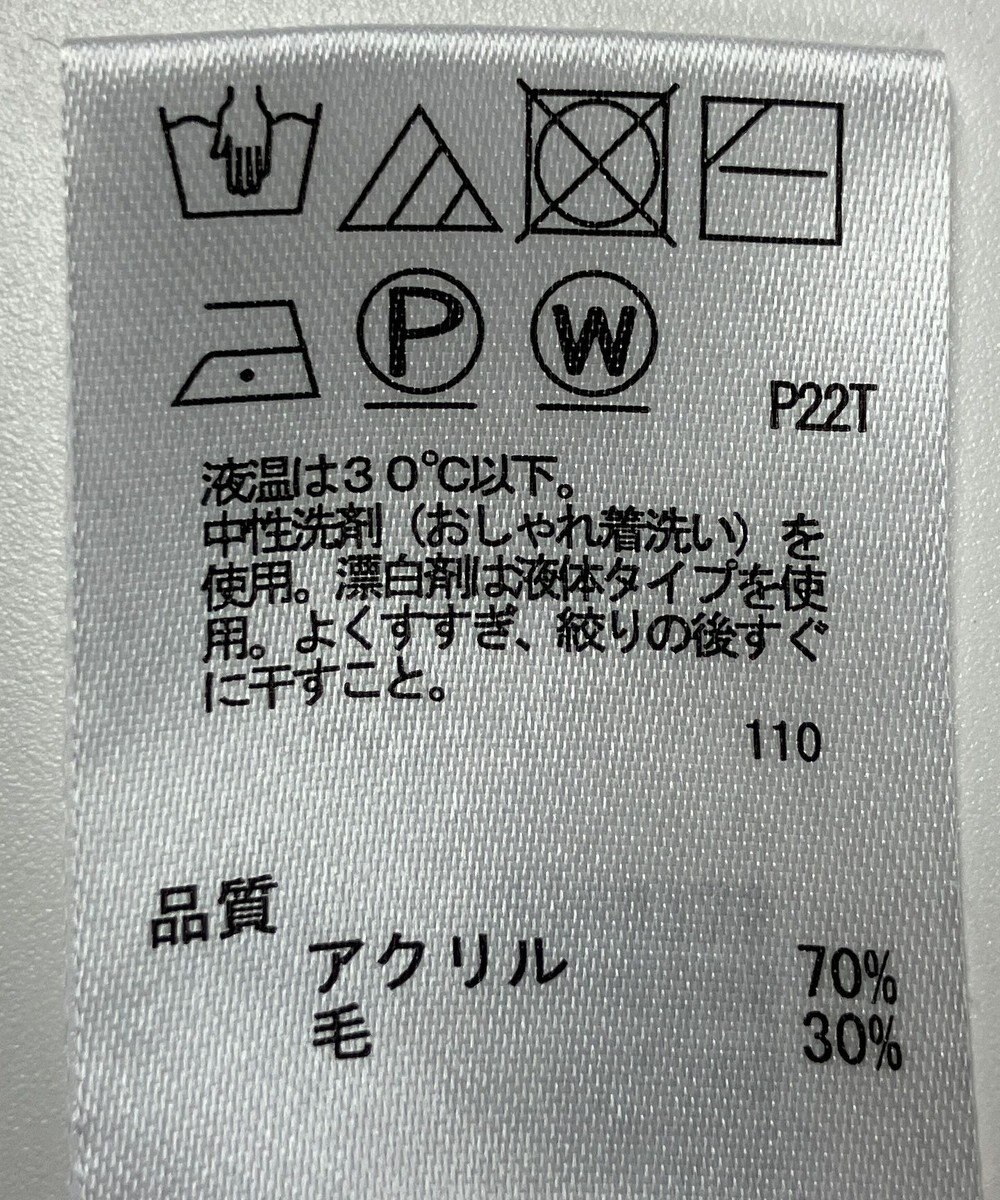 P W
P22T
液温は30℃以下。
中性洗剤（おしゃれ着洗い）を
使用。漂白剤は液体タイプを使
用。よくすすぎ、絞りの後すぐ
に干すこと。
110
品質
アクリル 70%
毛 30%